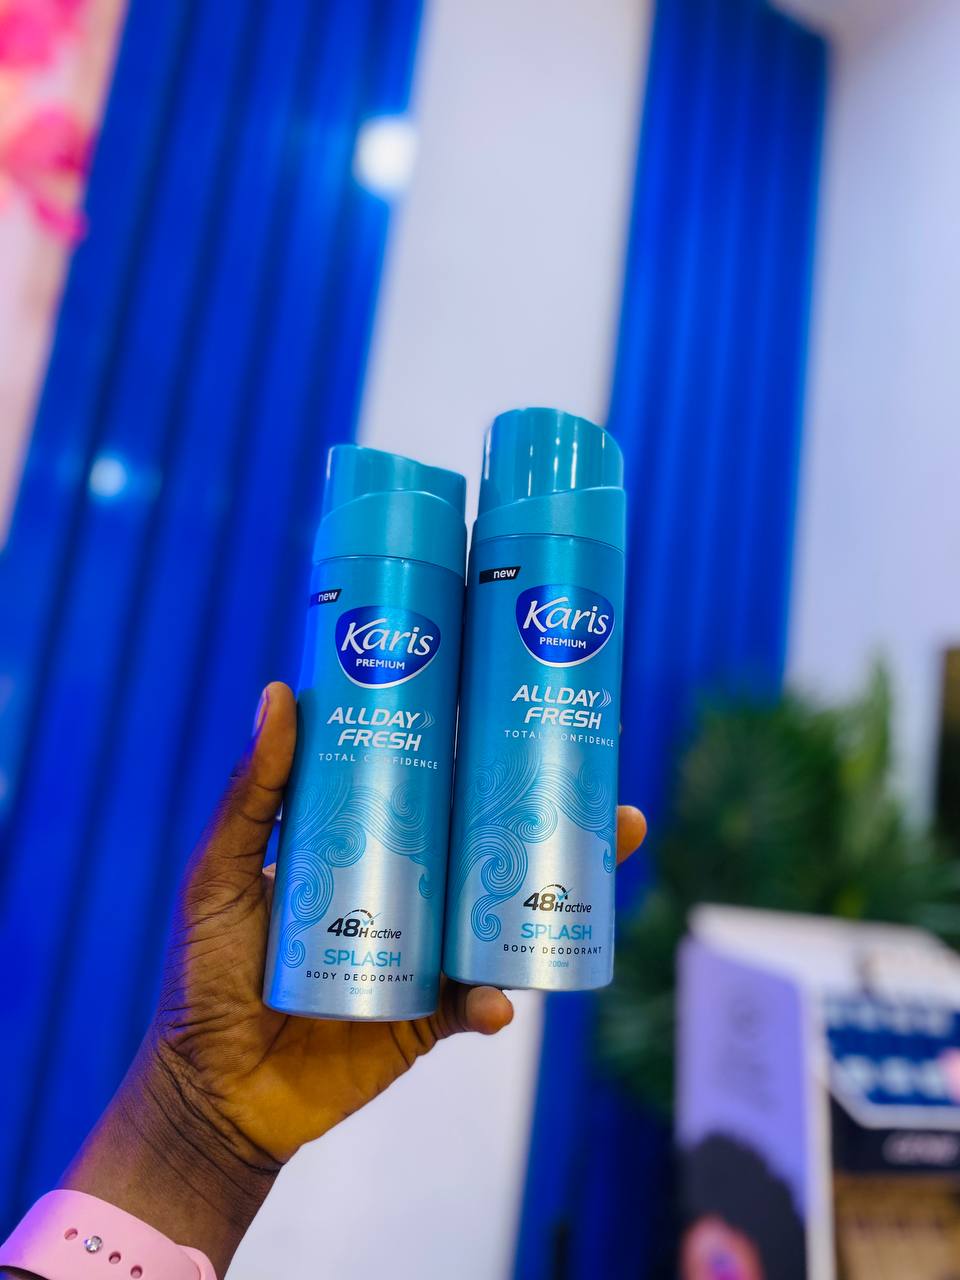 new
Karis
PREMIUM
ALLDAY
FRESH
TOTAL CONFIDENCE
48H active
SPLASH
BODY DEODORANT
200ml
new
Karis
PREMIUM
ALLDAY
FRESH
TOTAL CONFIDENCE
48H active
SPLASH
BODY DEODORANT
200ml